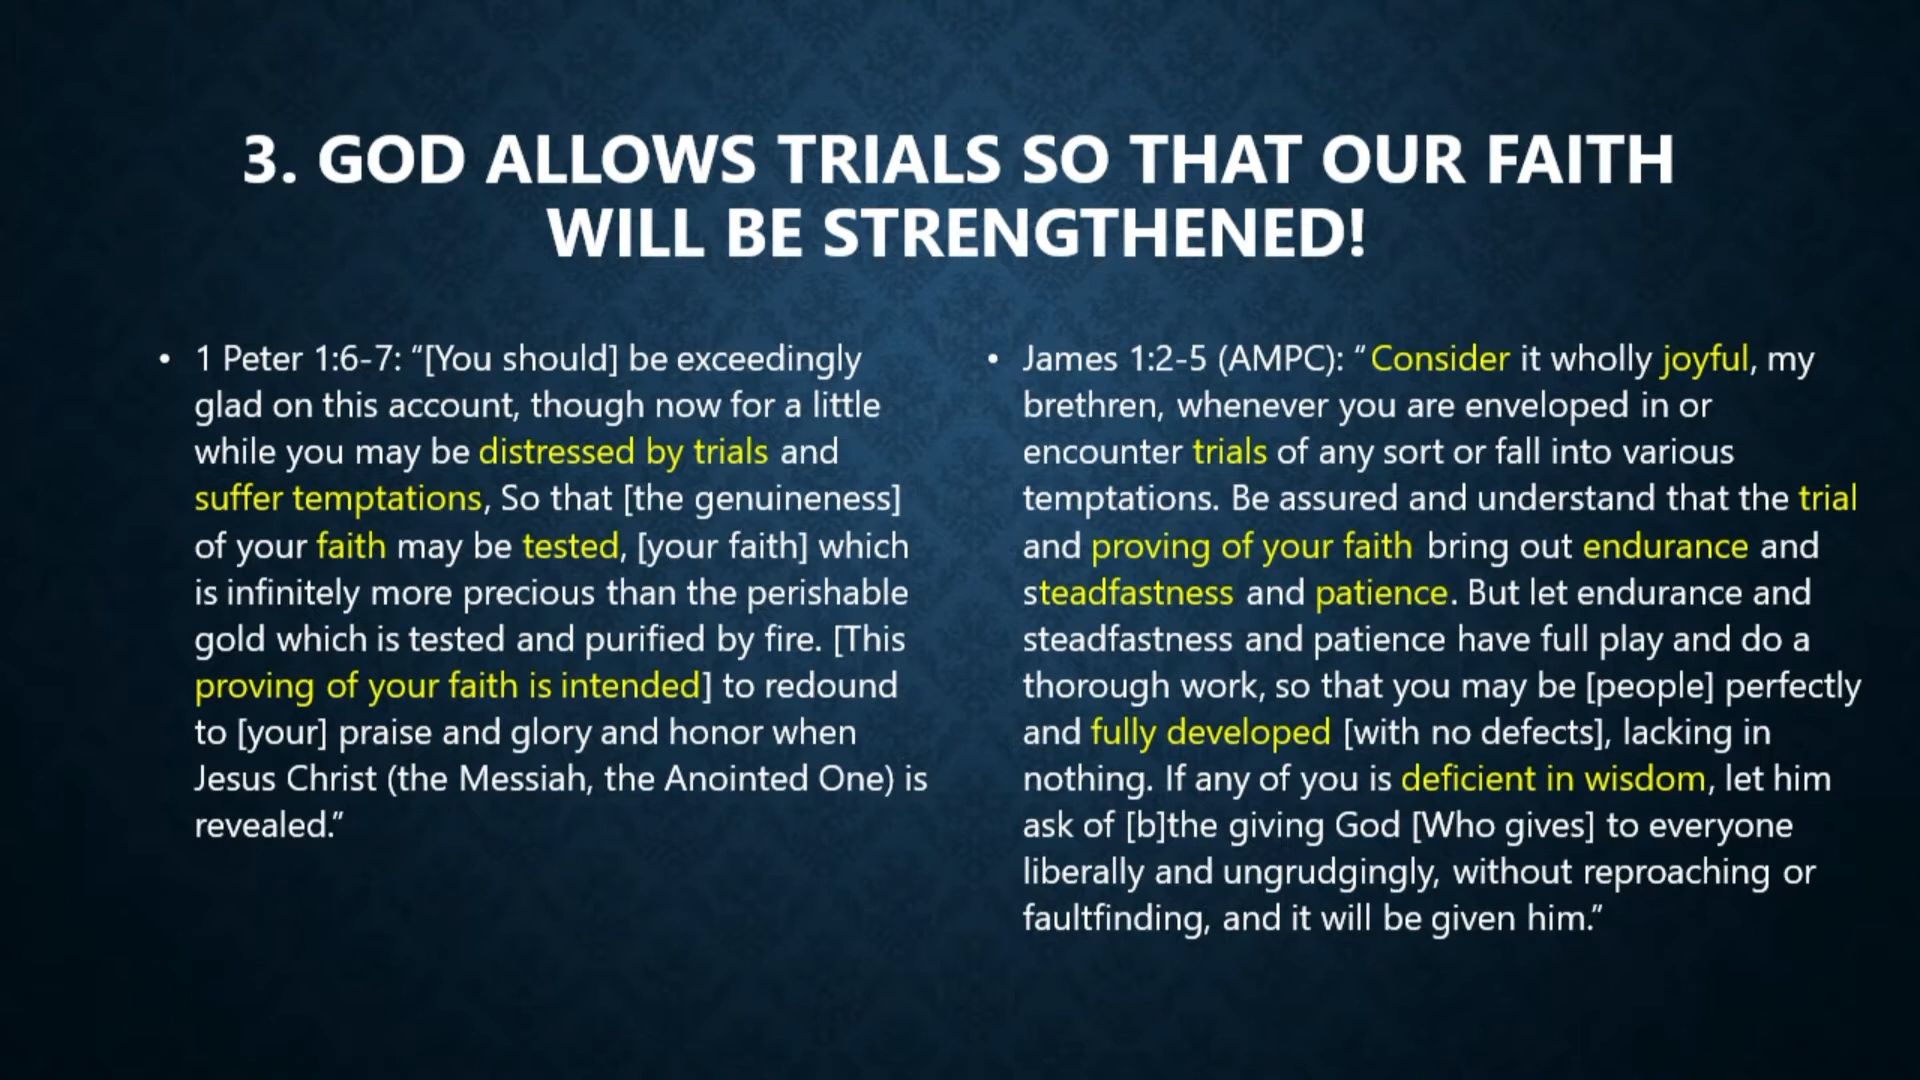 3. GOD ALLOWS TRIALS SO THAT OUR FAITH
WILL BE STRENGTHENED!
• 1 Peter 1:6-7: “[You should] be exceedingly
glad on this account, though now for a little
while you may be distressed by trials and
suffer temptations, So that [the genuineness]
of your faith may be tested, [your faith] which
is infinitely more precious than the perishable
gold which is tested and purified by fire. [This
proving of your faith is intended] to redound
to [your] praise and glory and honor when
Jesus Christ (the Messiah, the Anointed One) is
revealed.”
• James 1:2-5 (AMPC): “Consider it wholly joyful, my
brethren, whenever you are enveloped in or
encounter trials of any sort or fall into various
temptations. Be assured and understand that the trial
and proving of your faith bring out endurance and
steadfastness and patience. But let endurance and
steadfastness and patience have full play and do a
thorough work, so that you may be [people] perfectly
and fully developed [with no defects], lacking in
nothing. If any of you is deficient in wisdom, let him
ask of [b]the giving God [Who gives] to everyone
liberally and ungrudgingly, without reproaching or
faultfinding, and it will be given him.”